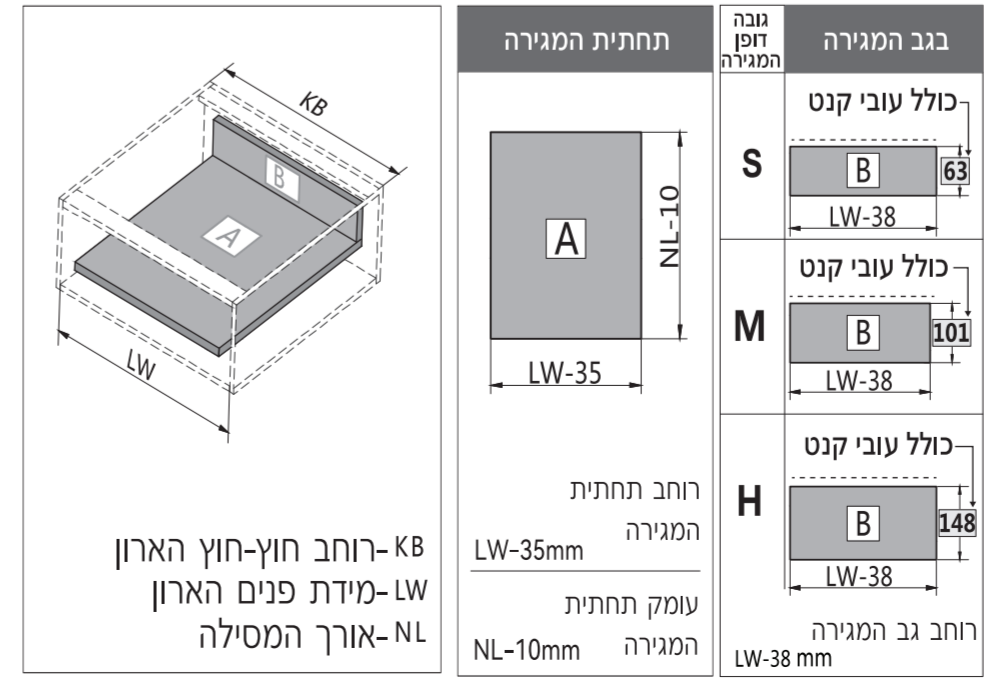 בגב המגירה
גובה
דופן
המגירה
כולל עובי קנט
S
B
63
LW-38
כולל עובי קנט
M
B
101
LW-38
כולל עובי קנט
H
B
148
LW-38
רוחב גב המגירה
LW-38 mm
תחתית המגירה
A
NL-10
LW-35
רוחב תחתית
המגירה
LW-35mm
עומק תחתית
המגירה
NL-10mm
KB
B
A
LW
KB-רוחב חוץ-חוץ הארון
LW-מידת פנים הארון
NL-אורך המסילה